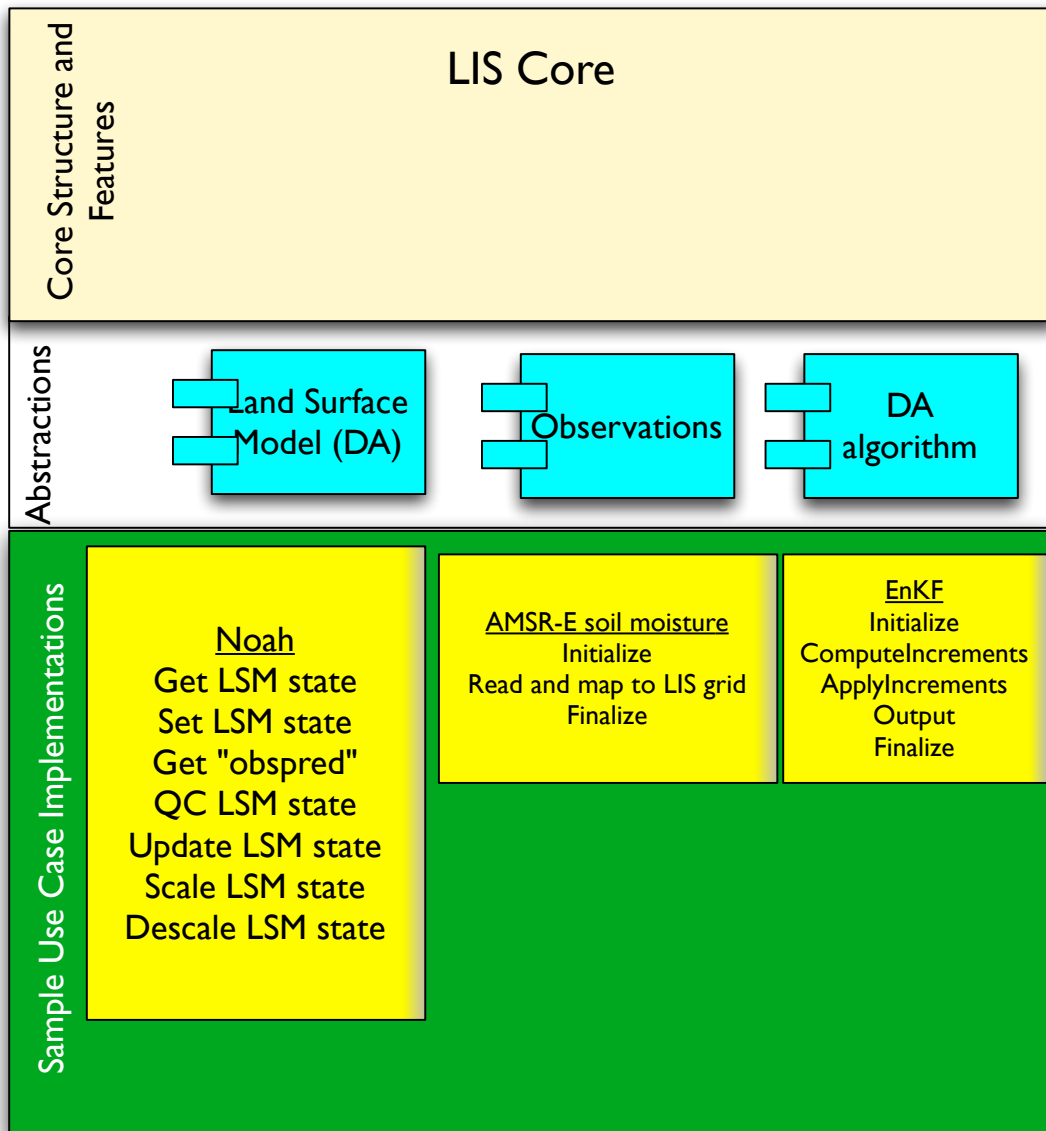 Core Structure and
Features
LIS Core
Abstractions
Land Surface
Model (DA)
Observations
DA
algorithm
Sample Use Case Implementations
Noah
Get LSM state
Set LSM state
Get "obspred"
QC LSM state
Update LSM state
Scale LSM state
Descale LSM state
AMSR-E soil moisture
Initialize
Read and map to LIS grid
Finalize
EnKF
Initialize
ComputeIncrements
ApplyIncrements
Output
Finalize